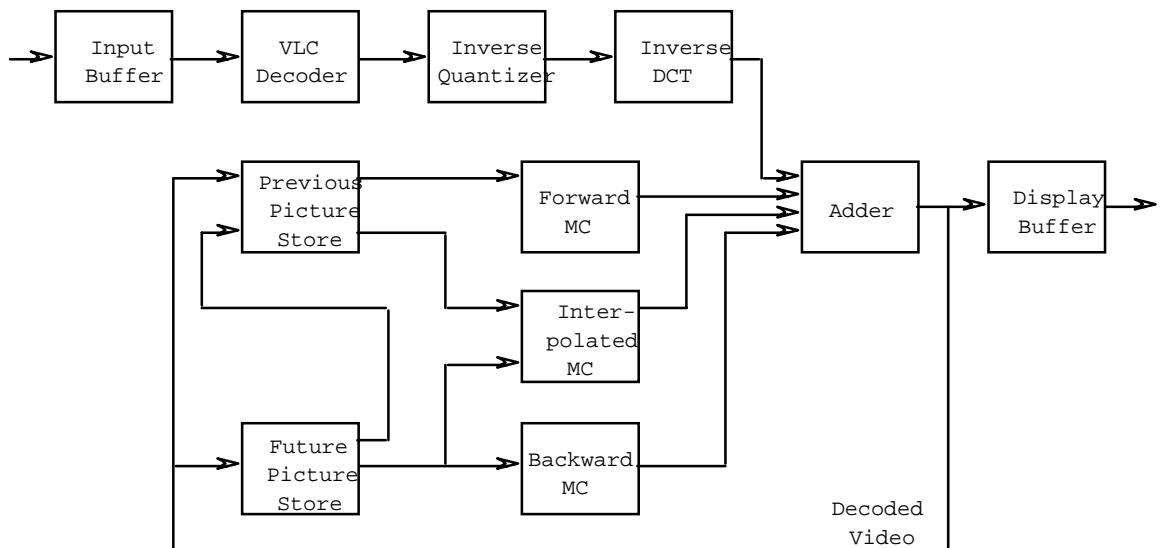 Input
Buffer
VLC
Decoder
Inverse
Quantizer
Inverse
DCT
Previous
Picture
Store
Forward
MC
Adder
Display
Buffer
Inter-
polated
MC
Future
Picture
Store
Backward
MC
Decoded
Video